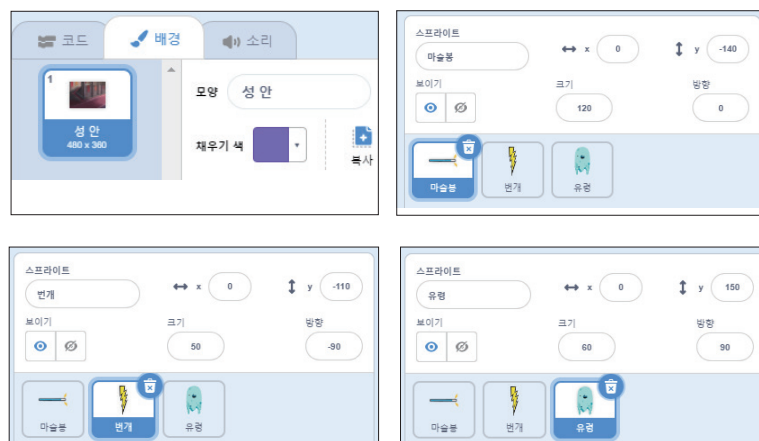 코드 배경 소리
1
성 안
480 x 360
모양 성 안
채우기 색
복사
스프라이트
마술봉 x 0 y -140
보이기 크기 방향
120 0
마술봉 번개 유령
스프라이트
번개 x 0 y -110
보이기 크기 방향
50 -90
마술봉 번개 유령
스프라이트
유령 x 0 y 150
보이기 크기 방향
60 90
마술봉 번개 유령